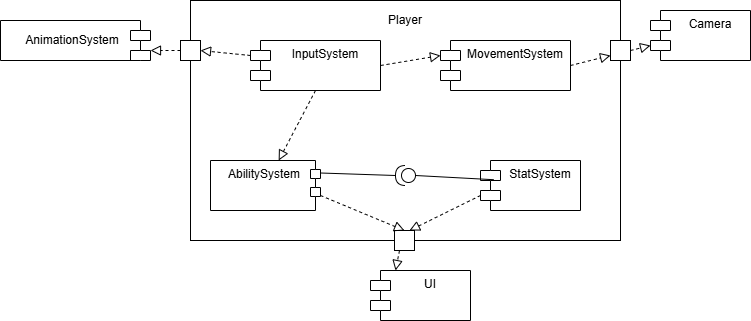 Player
Camera
AnimationSystem
InputSystem
MovementSystem
AbilitySystem
StatSystem
UI